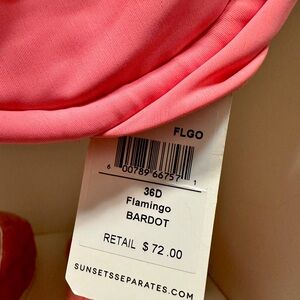 FLGO
6 00789 66757 1
36D
Flamingo
BARDOT
RETAIL $72.00
SUNSETSSEPARATES.COM